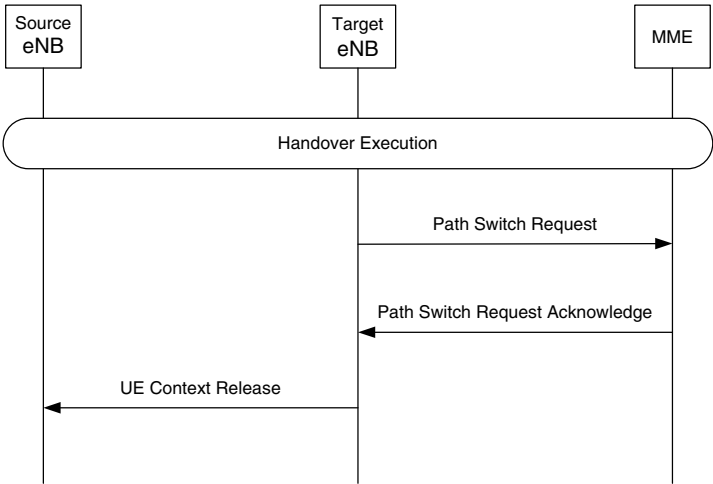 Source
eNB
Target
eNB
MME
Handover Execution
Path Switch Request
Path Switch Request Acknowledge
UE Context Release